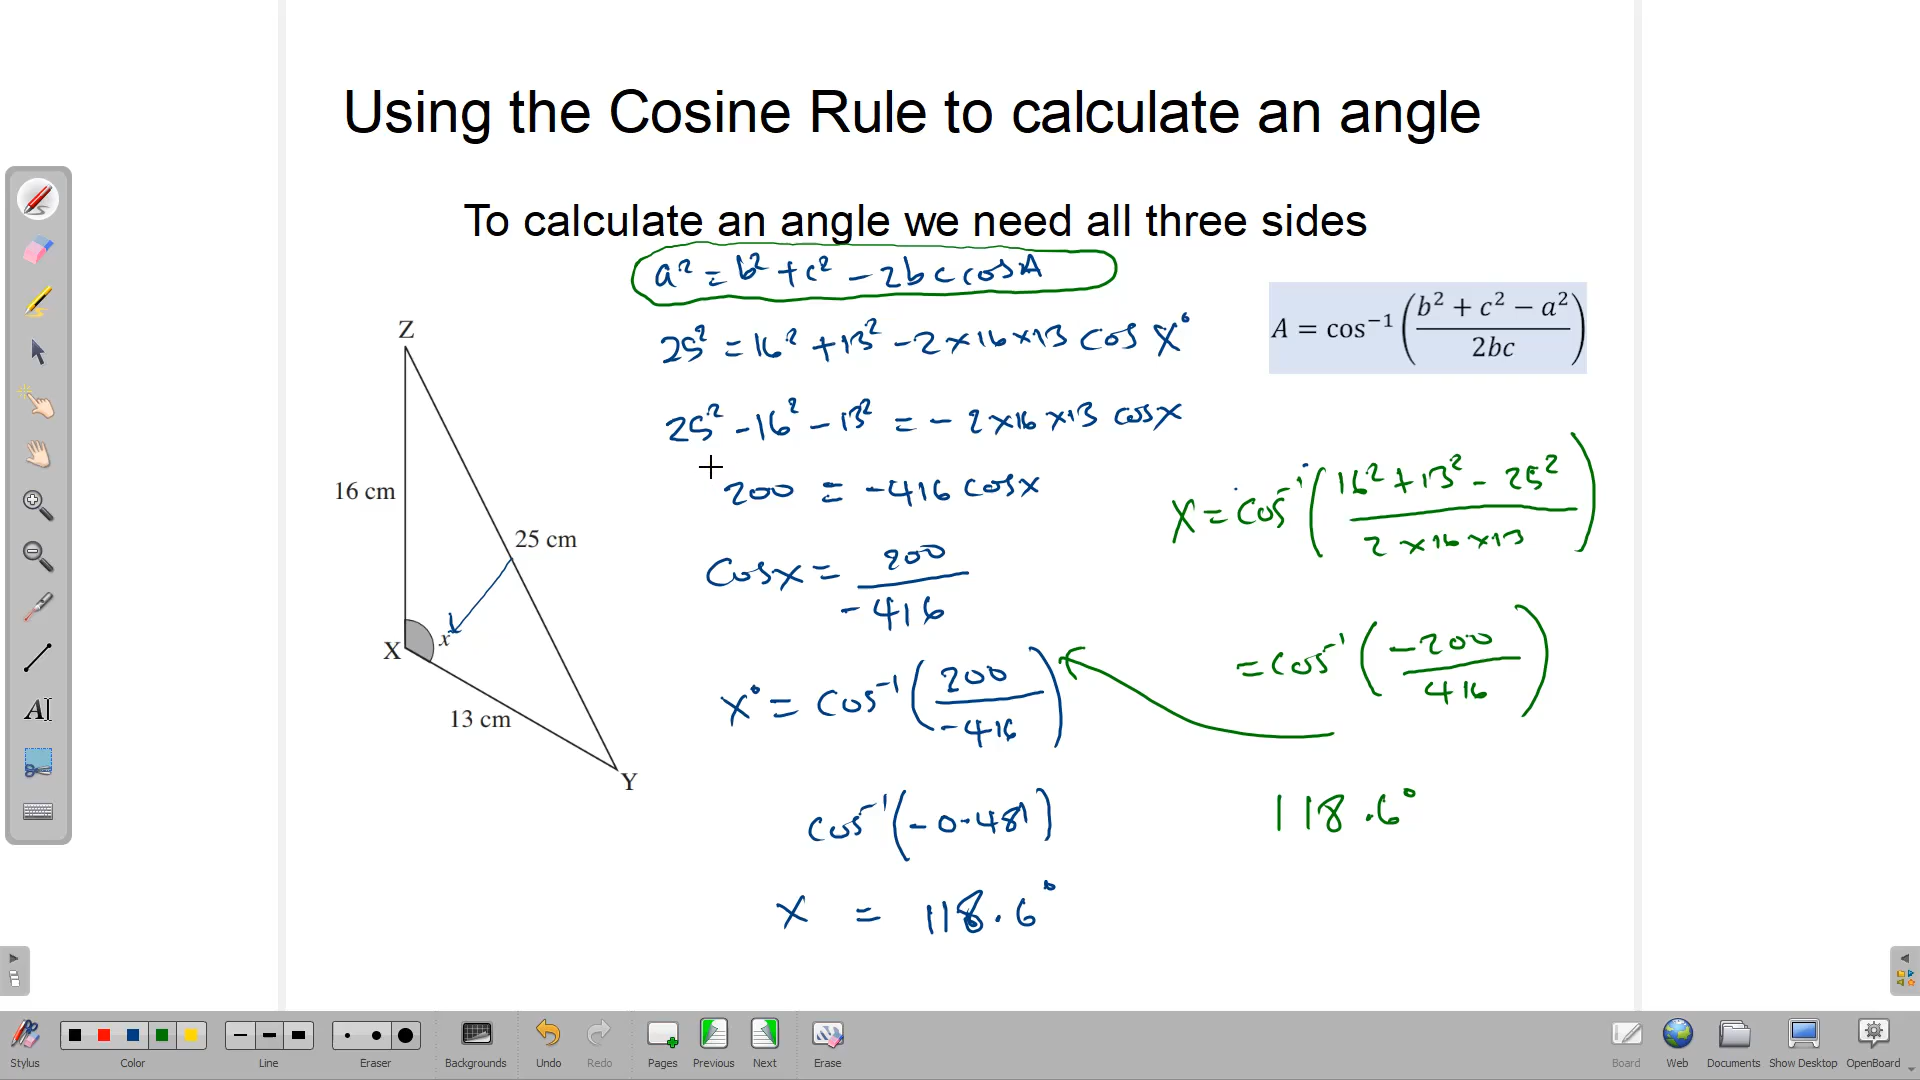 Using the Cosine Rule to calculate an angle
To calculate an angle we need all three sides
a² = b² + c² - 2bc cosA
25² = 16² + 13² - 2×16×13 cos X°
25² - 16² - 13² = - 2×16×13 cosx
200 = -416 cosx
Cosx = 200/-416
X° = cos⁻¹(200/-416)
cos⁻¹(-0.481)
x = 118.6°
A = cos⁻¹((b² + c² − a²)/2bc)
X = cos⁻¹((16² + 13² - 25²)/(2×16×13))
= cos⁻¹(-200/416)
118.6°
Z
16 cm
25 cm
X
x
13 cm
Y
A
Stylus
Color
Line
Eraser
Backgrounds
Undo
Redo
Pages
Previous
Next
Erase
Board
Web
Documents
Show Desktop
OpenBoard